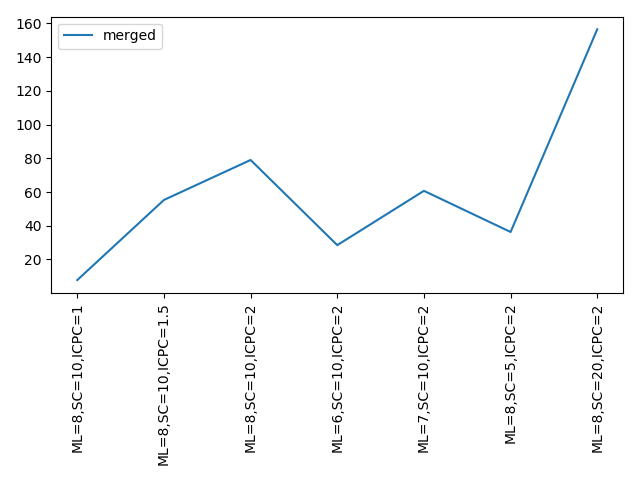 merged
160
140
120
100
80
60
40
20
ML=8,SC=10,ICPC=1
ML=8,SC=10,ICPC=1.5
ML=8,SC=10,ICPC=2
ML=6,SC=10,ICPC=2
ML=7,SC=10,ICPC=2
ML=8,SC=5,ICPC=2
ML=8,SC=20,ICPC=2